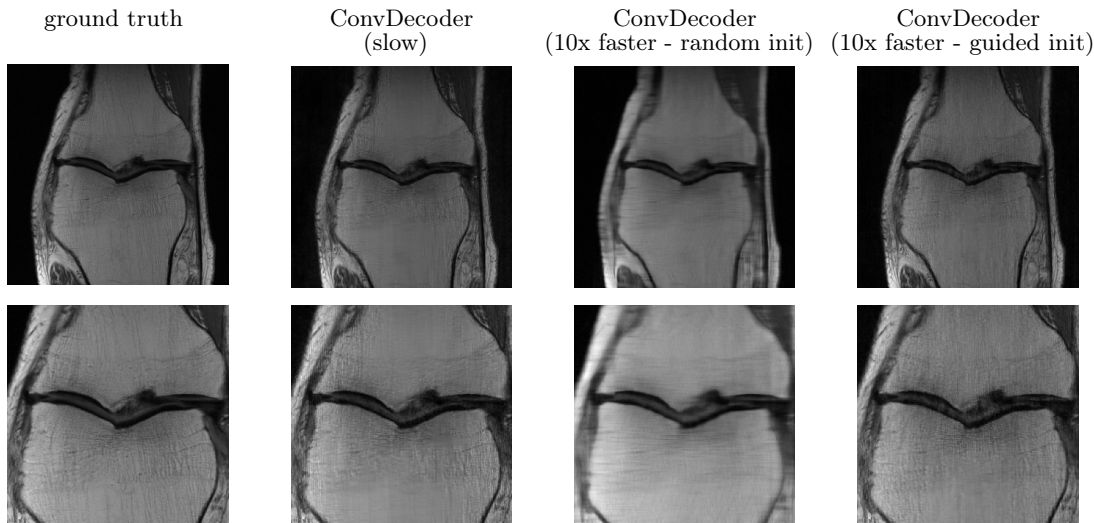 ground truth
ConvDecoder
(slow)
ConvDecoder
(10x faster - random init)
ConvDecoder
(10x faster - guided init)